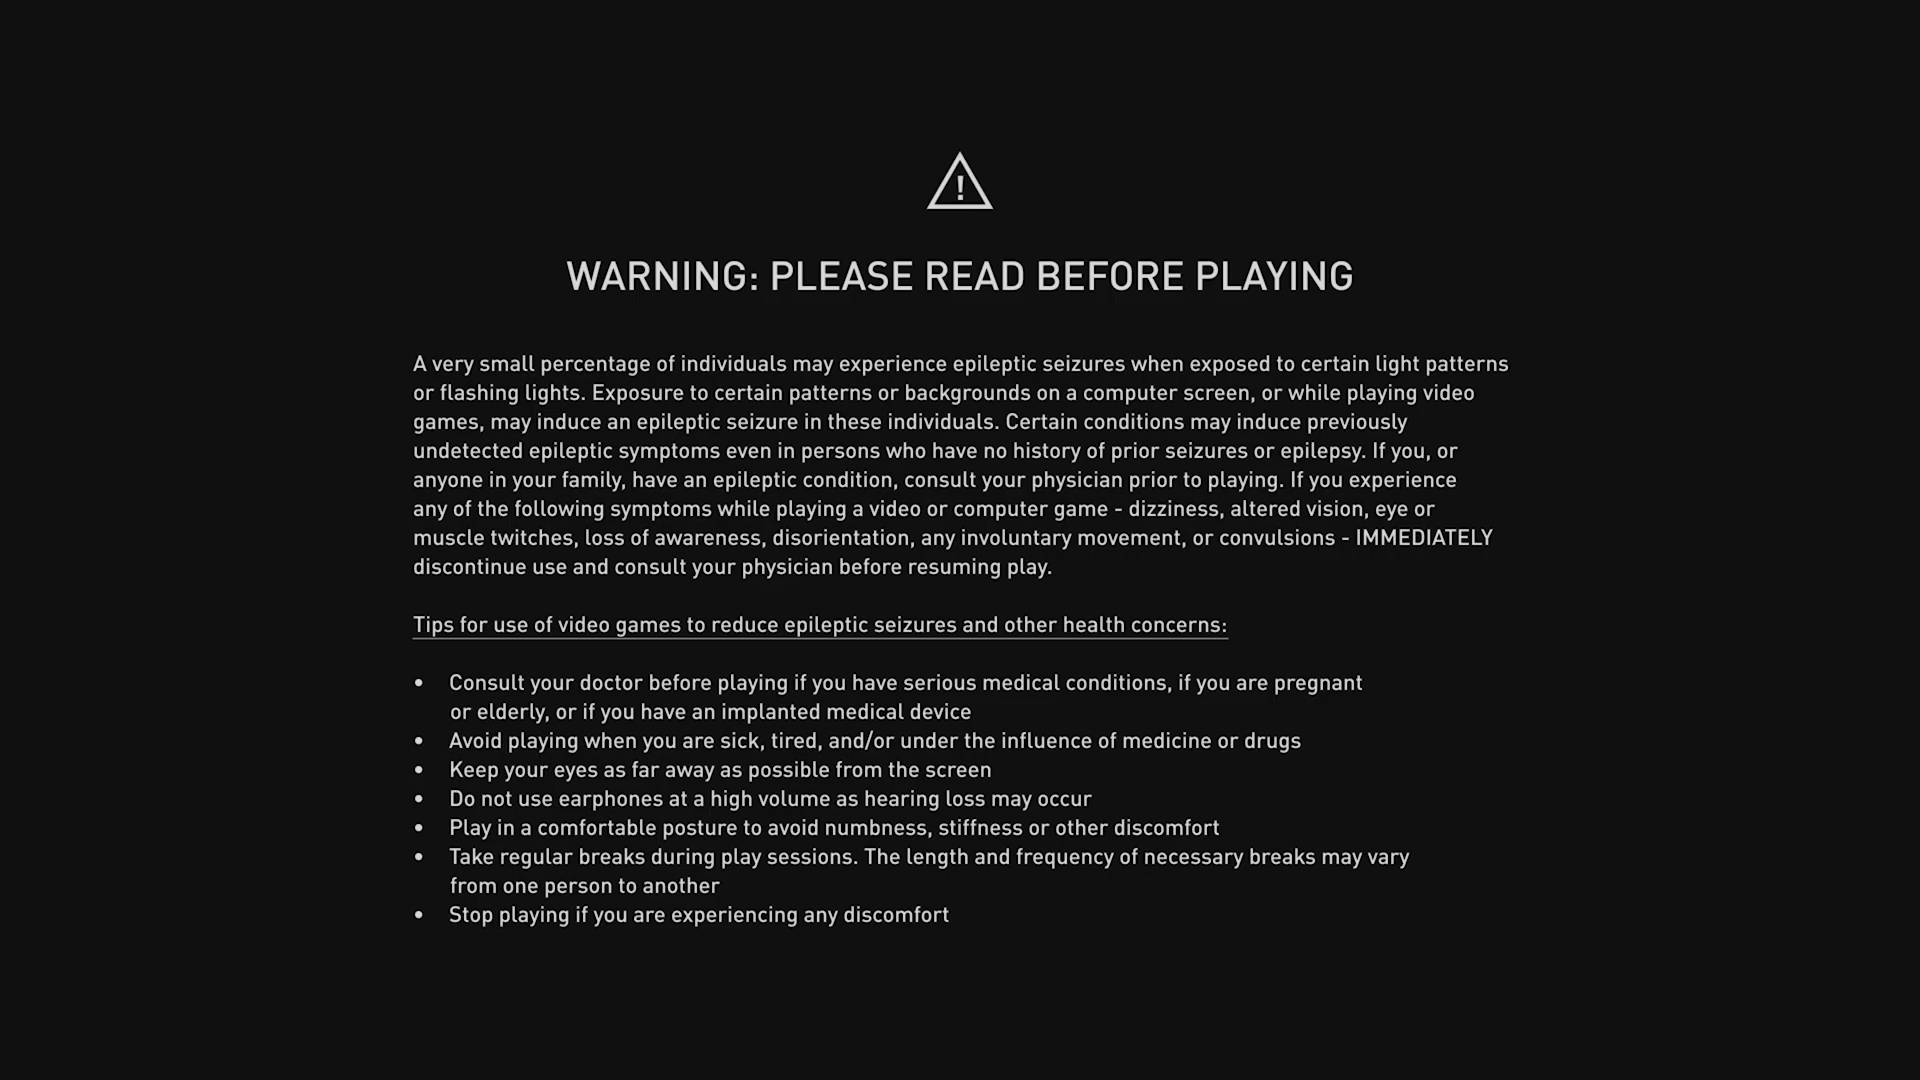 !
WARNING: PLEASE READ BEFORE PLAYING
A very small percentage of individuals may experience epileptic seizures when exposed to certain light patterns
or flashing lights. Exposure to certain patterns or backgrounds on a computer screen, or while playing video
games, may induce an epileptic seizure in these individuals. Certain conditions may induce previously
undetected epileptic symptoms even in persons who have no history of prior seizures or epilepsy. If you, or
anyone in your family, have an epileptic condition, consult your physician prior to playing. If you experience
any of the following symptoms while playing a video or computer game - dizziness, altered vision, eye or
muscle twitches, loss of awareness, disorientation, any involuntary movement, or convulsions - IMMEDIATELY
discontinue use and consult your physician before resuming play.
Tips for use of video games to reduce epileptic seizures and other health concerns:
• Consult your doctor before playing if you have serious medical conditions, if you are pregnant
or elderly, or if you have an implanted medical device
• Avoid playing when you are sick, tired, and/or under the influence of medicine or drugs
• Keep your eyes as far away as possible from the screen
• Do not use earphones at a high volume as hearing loss may occur
• Play in a comfortable posture to avoid numbness, stiffness or other discomfort
• Take regular breaks during play sessions. The length and frequency of necessary breaks may vary
from one person to another
• Stop playing if you are experiencing any discomfort